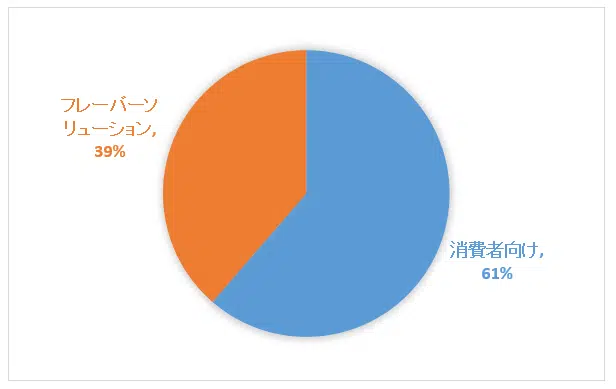 フレーバーソ
リューション,
39%
消費者向け,
61%